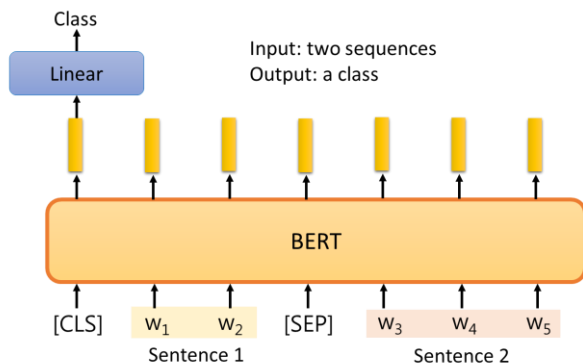 Class
Linear
Input: two sequences
Output: a class
BERT
[CLS] w₁ w₂ [SEP] w₃ w₄ w₅
Sentence 1 Sentence 2